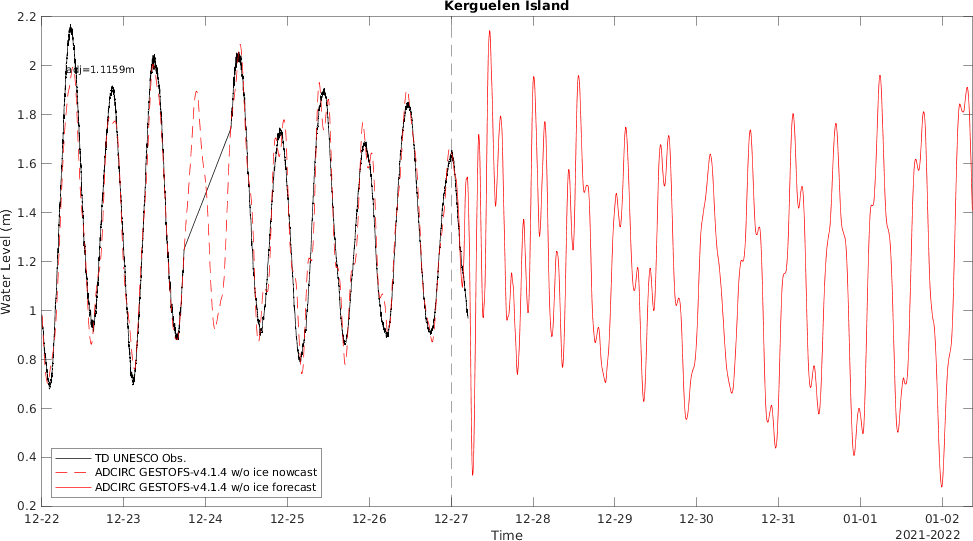 Kerguelen Island
2.2
2
1.8
1.6
1.4
1.2
1
0.8
0.6
0.4
0.2
Water Level (m)
adj=1.1159m
TD UNESCO Obs.
ADCIRC GESTOFS-v4.1.4 w/o ice nowcast
ADCIRC GESTOFS-v4.1.4 w/o ice forecast
12-22 12-23 12-24 12-25 12-26 12-27 12-28 12-29 12-30 12-31 01-01 01-02
Time
2021-2022